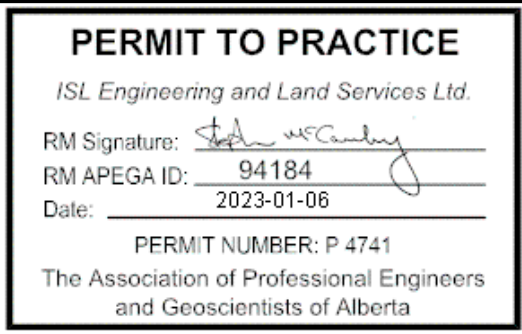 PERMIT TO PRACTICE
ISL Engineering and Land Services Ltd.
RM Signature:
RM APEGA ID: 94184
Date: 2023-01-06
PERMIT NUMBER: P 4741
The Association of Professional Engineers
and Geoscientists of Alberta